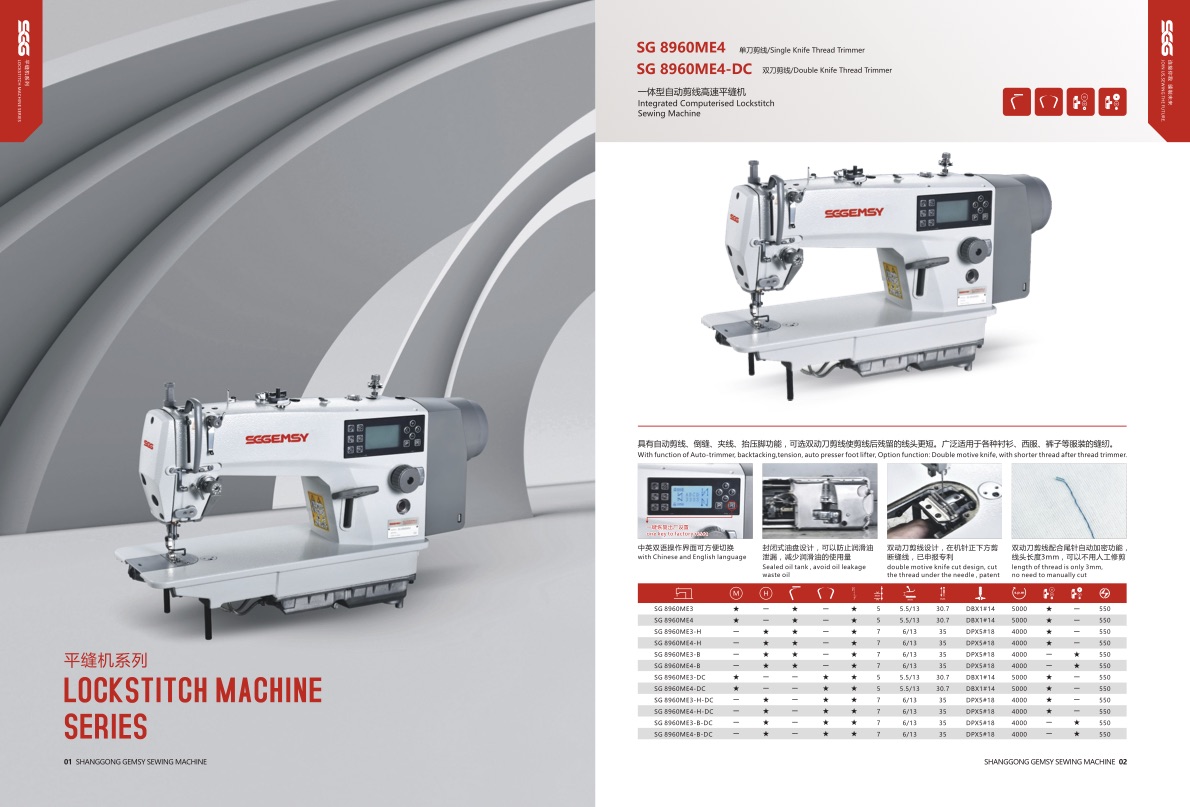 SGG
平缝机系列
LOCKSTITCH MACHINE SERIES
SGGEMSY
平缝机系列
LOCKSTITCH MACHINE
SERIES
01 SHANGGONG GEMSY SEWING MACHINE
SG 8960ME4 单刀剪线/Single Knife Thread Trimmer
SG 8960ME4-DC 双刀剪线/Double Knife Thread Trimmer
一体型自动剪线高速平缝机
Integrated Computerised Lockstitch
Sewing Machine
SGG
JOIN US, SEWING THE FUTURE
SGG
SGGEMSY
具有自动剪线、倒缝、夹线、抬压脚功能，可选双动刀剪线使剪线后残留的线头更短。广泛适用于各种衬衫、西服、裤子等服装的缝纫。
With function of Auto-trimmer, backtacking,tension, auto presser foot lifter, Option function: Double motive knife, with shorter thread after thread trimmer.
一键恢复出厂设置
one key to factory setting
中英双语操作界面可方便切换
with Chinese and English language
封闭式油盘设计，可以防止润滑油
泄漏，减少润滑油的使用量
Sealed oil tank , avoid oil leakage
waste oil
双动刀剪线设计，在机针正下方剪
断缝线，已申报专利
double motive knife cut design, cut
the thread under the needle , patent
双动刀剪线配合尾针自动加密功能，
线头长度3mm，可以不用人工修剪
length of thread is only 3mm,
no need to manually cut
M H
SG 8960ME3 ★ — ★ — ★ 5 5.5/13 30.7 DBX1#14 5000 ★ — 550
SG 8960ME4 ★ — ★ — ★ 5 5.5/13 30.7 DBX1#14 5000 ★ — 550
SG 8960ME3-H — ★ ★ — ★ 7 6/13 35 DPX5#18 4000 ★ — 550
SG 8960ME4-H — ★ ★ — ★ 7 6/13 35 DPX5#18 4000 ★ — 550
SG 8960ME3-B — ★ ★ — ★ 7 6/13 35 DPX5#18 4000 — ★ 550
SG 8960ME4-B — ★ ★ — ★ 7 6/13 35 DPX5#18 4000 — ★ 550
SG 8960ME3-DC ★ — — ★ ★ 5 5.5/13 30.7 DBX1#14 5000 ★ — 550
SG 8960ME4-DC ★ — — ★ ★ 5 5.5/13 30.7 DBX1#14 5000 ★ — 550
SG 8960ME3-H-DC — ★ — ★ ★ 7 6/13 35 DPX5#18 4000 ★ — 550
SG 8960ME4-H-DC — ★ — ★ ★ 7 6/13 35 DPX5#18 4000 ★ — 550
SG 8960ME3-B-DC — ★ — ★ ★ 7 6/13 35 DPX5#18 4000 — ★ 550
SG 8960ME4-B-DC — ★ — ★ ★ 7 6/13 35 DPX5#18 4000 — ★ 550
SHANGGONG GEMSY SEWING MACHINE 02